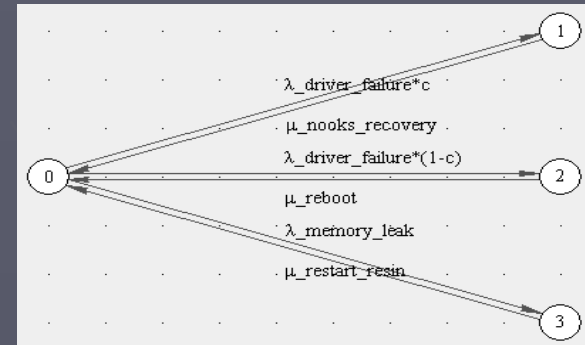 1
λ_driver_failure*c
μ_nooks_recovery
λ_driver_failure*(1-c)
0
2
μ_reboot
λ_memory_leak
μ_restart_resin
3